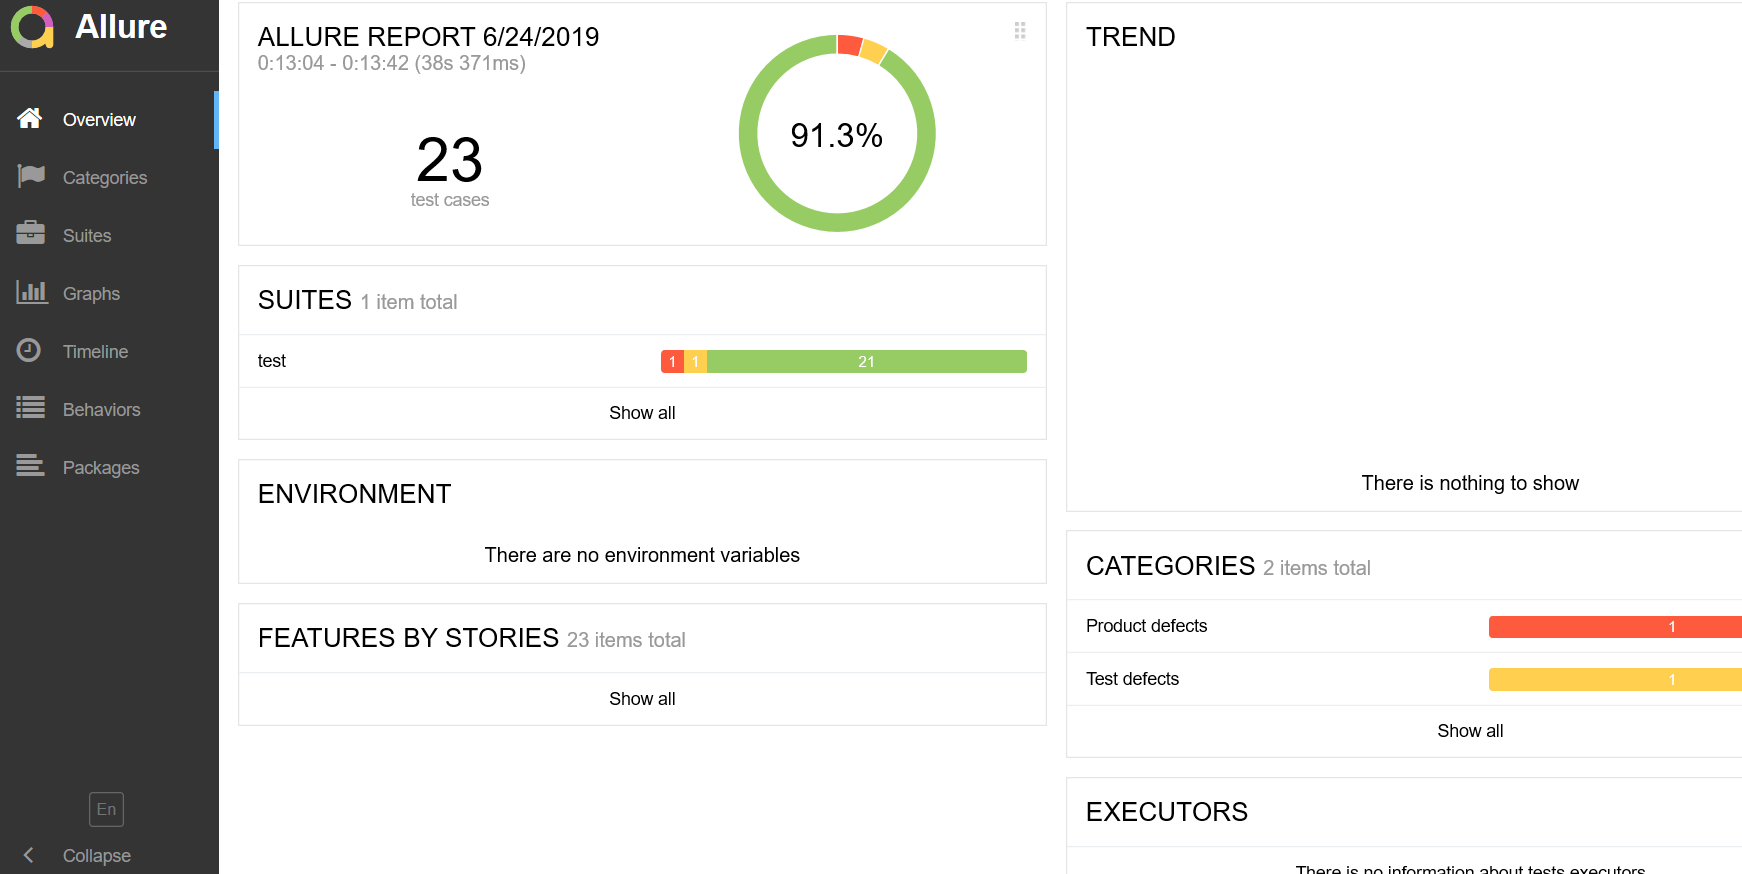 Allure
Overview
Categories
Suites
Graphs
Timeline
Behaviors
Packages
En
Collapse
ALLURE REPORT 6/24/2019
0:13:04 - 0:13:42 (38s 371ms)
23
test cases
91.3%
SUITES 1 item total
test 1 1 21
Show all
ENVIRONMENT
There are no environment variables
FEATURES BY STORIES 23 items total
Show all
TREND
There is nothing to show
CATEGORIES 2 items total
Product defects 1
Test defects 1
Show all
EXECUTORS
There is no information about tests executors